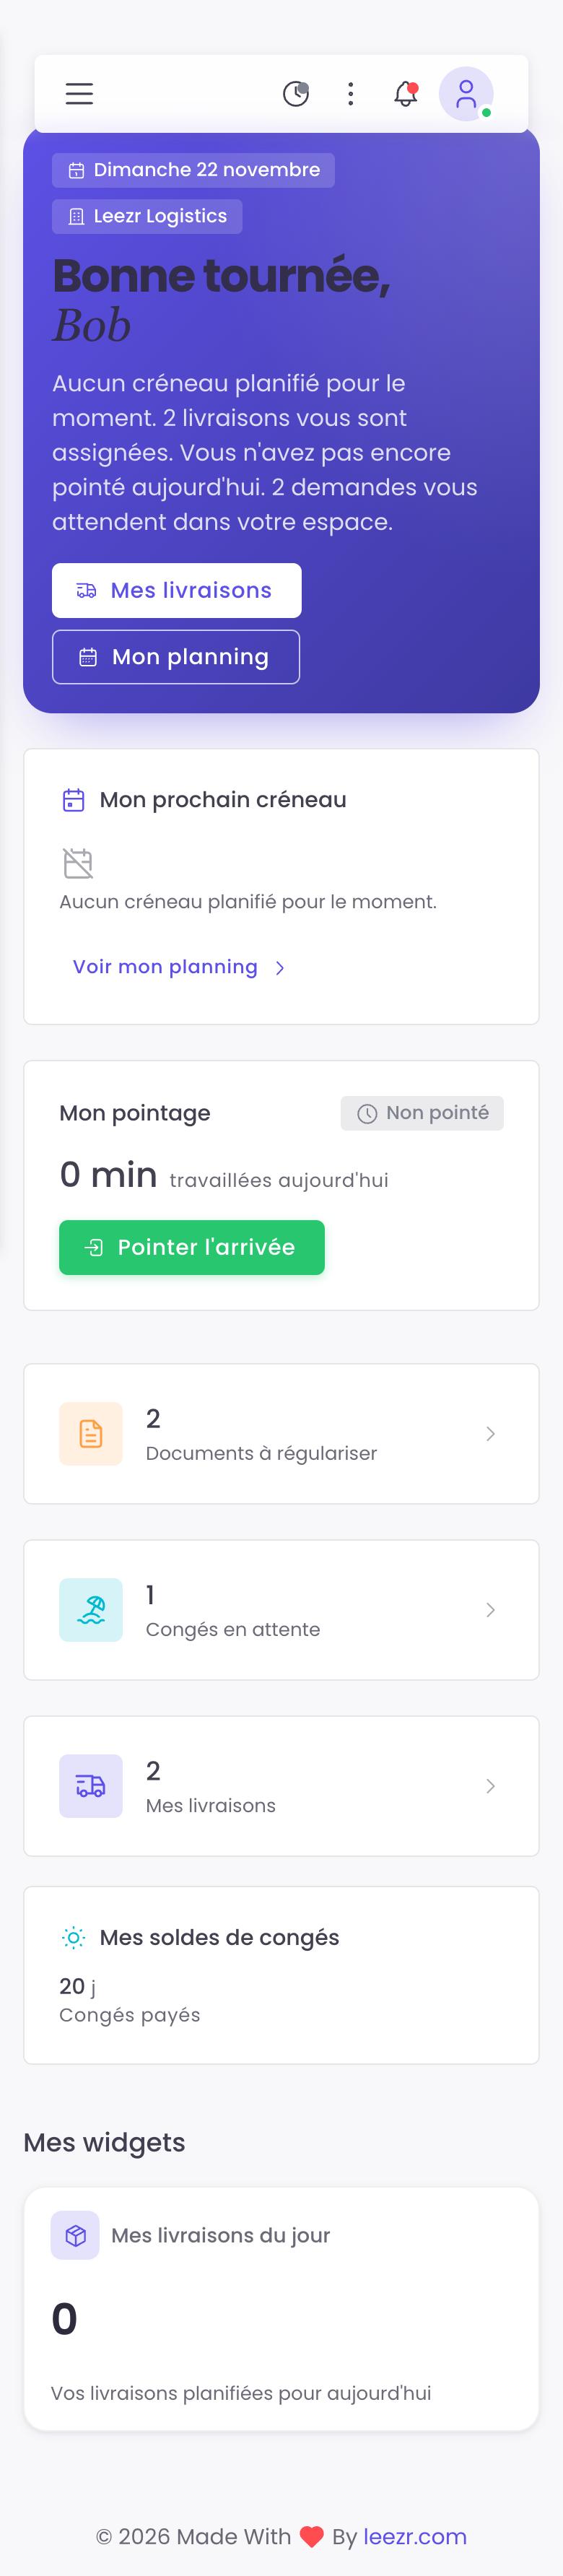 Dimanche 22 novembre
Leezr Logistics
Bonne tournée,
Bob
Aucun créneau planifié pour le
moment. 2 livraisons vous sont
assignées. Vous n'avez pas encore
pointé aujourd'hui. 2 demandes vous
attendent dans votre espace.
Mes livraisons
Mon planning
Mon prochain créneau
Aucun créneau planifié pour le moment.
Voir mon planning
Mon pointage
Non pointé
0 min travaillées aujourd'hui
Pointer l'arrivée
2
Documents à régulariser
1
Congés en attente
2
Mes livraisons
Mes soldes de congés
20 j
Congés payés
Mes widgets
Mes livraisons du jour
0
Vos livraisons planifiées pour aujourd'hui
© 2026 Made With ❤ By leezr.com